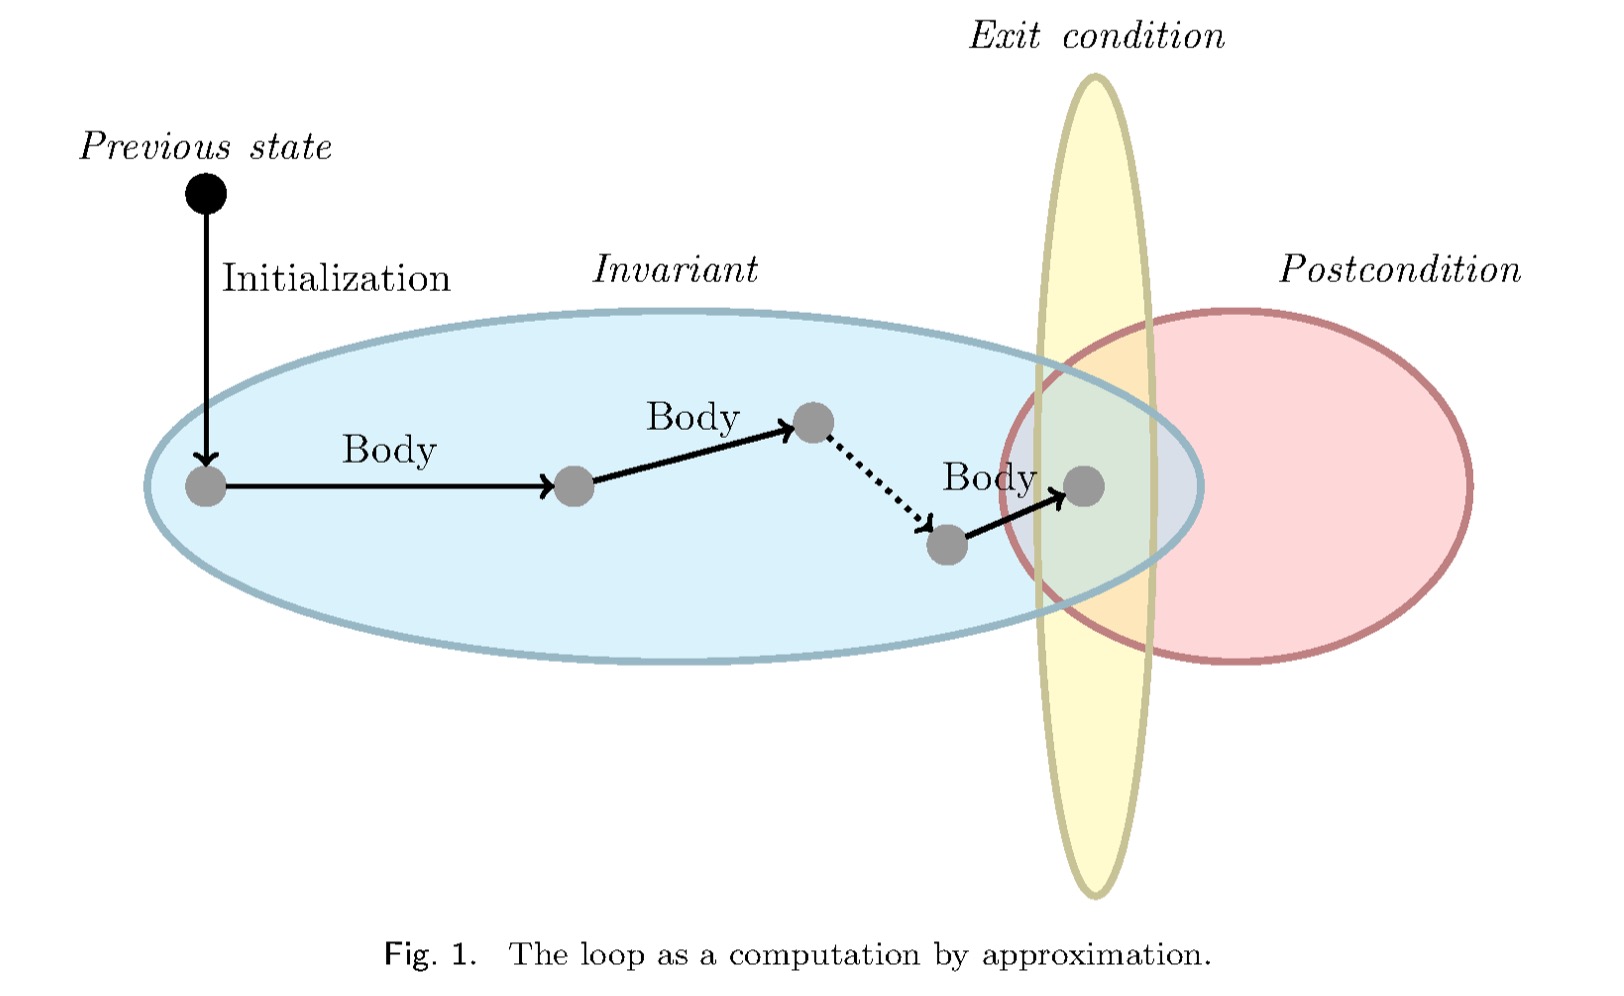 Exit condition
Previous state
Initialization
Invariant
Postcondition
Body
Body
Body
Fig. 1. The loop as a computation by approximation.